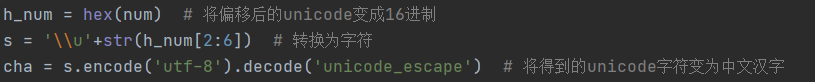 h_num = hex(num)  # 将偏移后的unicode变成16进制
s = '\\u'+str(h_num[2:6])  # 转换为字符
cha = s.encode('utf-8').decode('unicode_escape')  # 将得到的unicode字符变为中文汉字